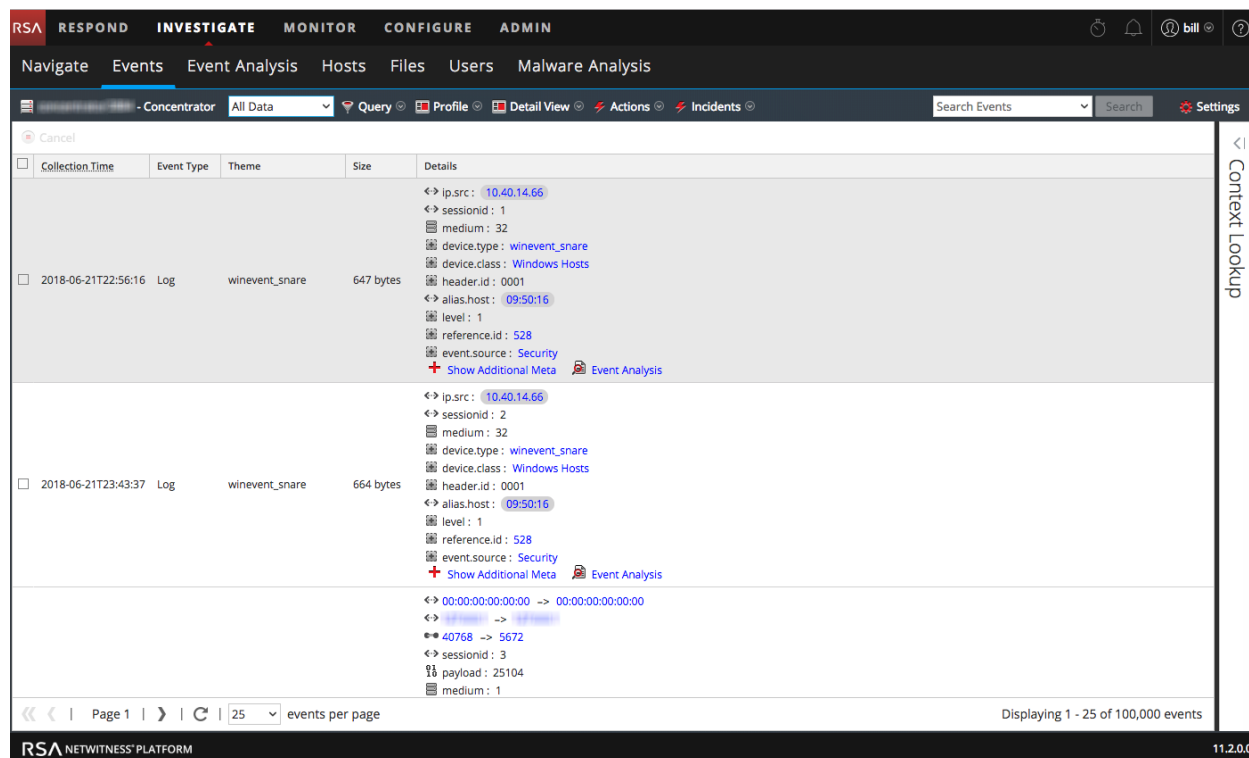 RSA RESPOND INVESTIGATE MONITOR CONFIGURE ADMIN bill ?
Navigate Events Event Analysis Hosts Files Users Malware Analysis
- Concentrator All Data Query Profile Detail View Actions Incidents Search Events Search Settings
Cancel
Collection Time Event Type Theme Size Details
ip.src : 10.40.14.66
sessionid : 1
medium : 32
device.type : winevent_snare
device.class : Windows Hosts
2018-06-21T22:56:16 Log winevent_snare 647 bytes header.id : 0001
alias.host : 09:50:16
level : 1
reference.id : 528
event.source : Security
Show Additional Meta Event Analysis
ip.src : 10.40.14.66
sessionid : 2
medium : 32
device.type : winevent_snare
device.class : Windows Hosts
2018-06-21T23:43:37 Log winevent_snare 664 bytes header.id : 0001
alias.host : 09:50:16
level : 1
reference.id : 528
event.source : Security
Show Additional Meta Event Analysis
00:00:00:00:00:00 -> 00:00:00:00:00:00
->
40768 -> 5672
sessionid : 3
payload : 25104
medium : 1
Context Lookup
Page 1 25 events per page Displaying 1 - 25 of 100,000 events
RSA NETWITNESS® PLATFORM 11.2.0.0